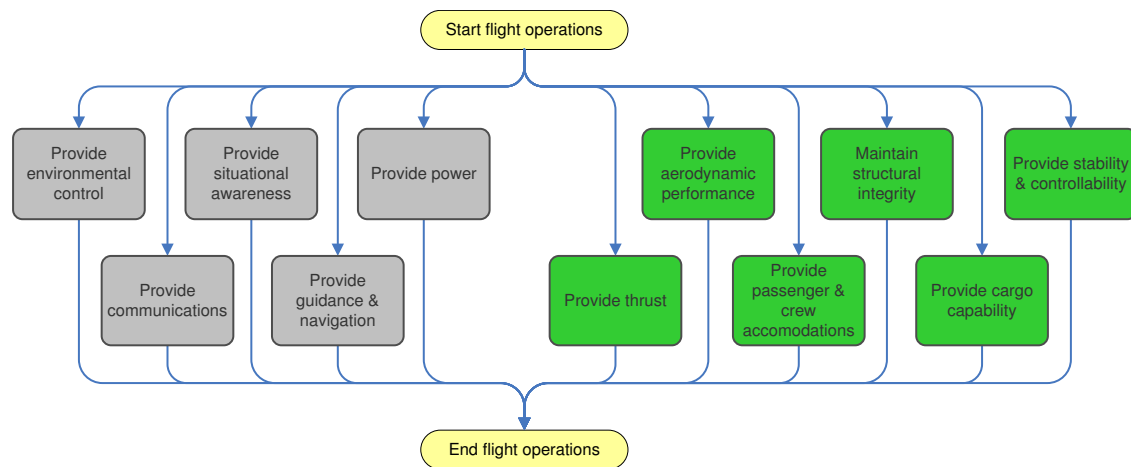 Start flight operations
Provide
environmental
control
Provide
situational
awareness
Provide power
Provide
aerodynamic
performance
Maintain
structural
integrity
Provide stability
& controllability
Provide
communications
Provide
guidance &
navigation
Provide thrust
Provide
passenger &
crew
accomodations
Provide cargo
capability
End flight operations